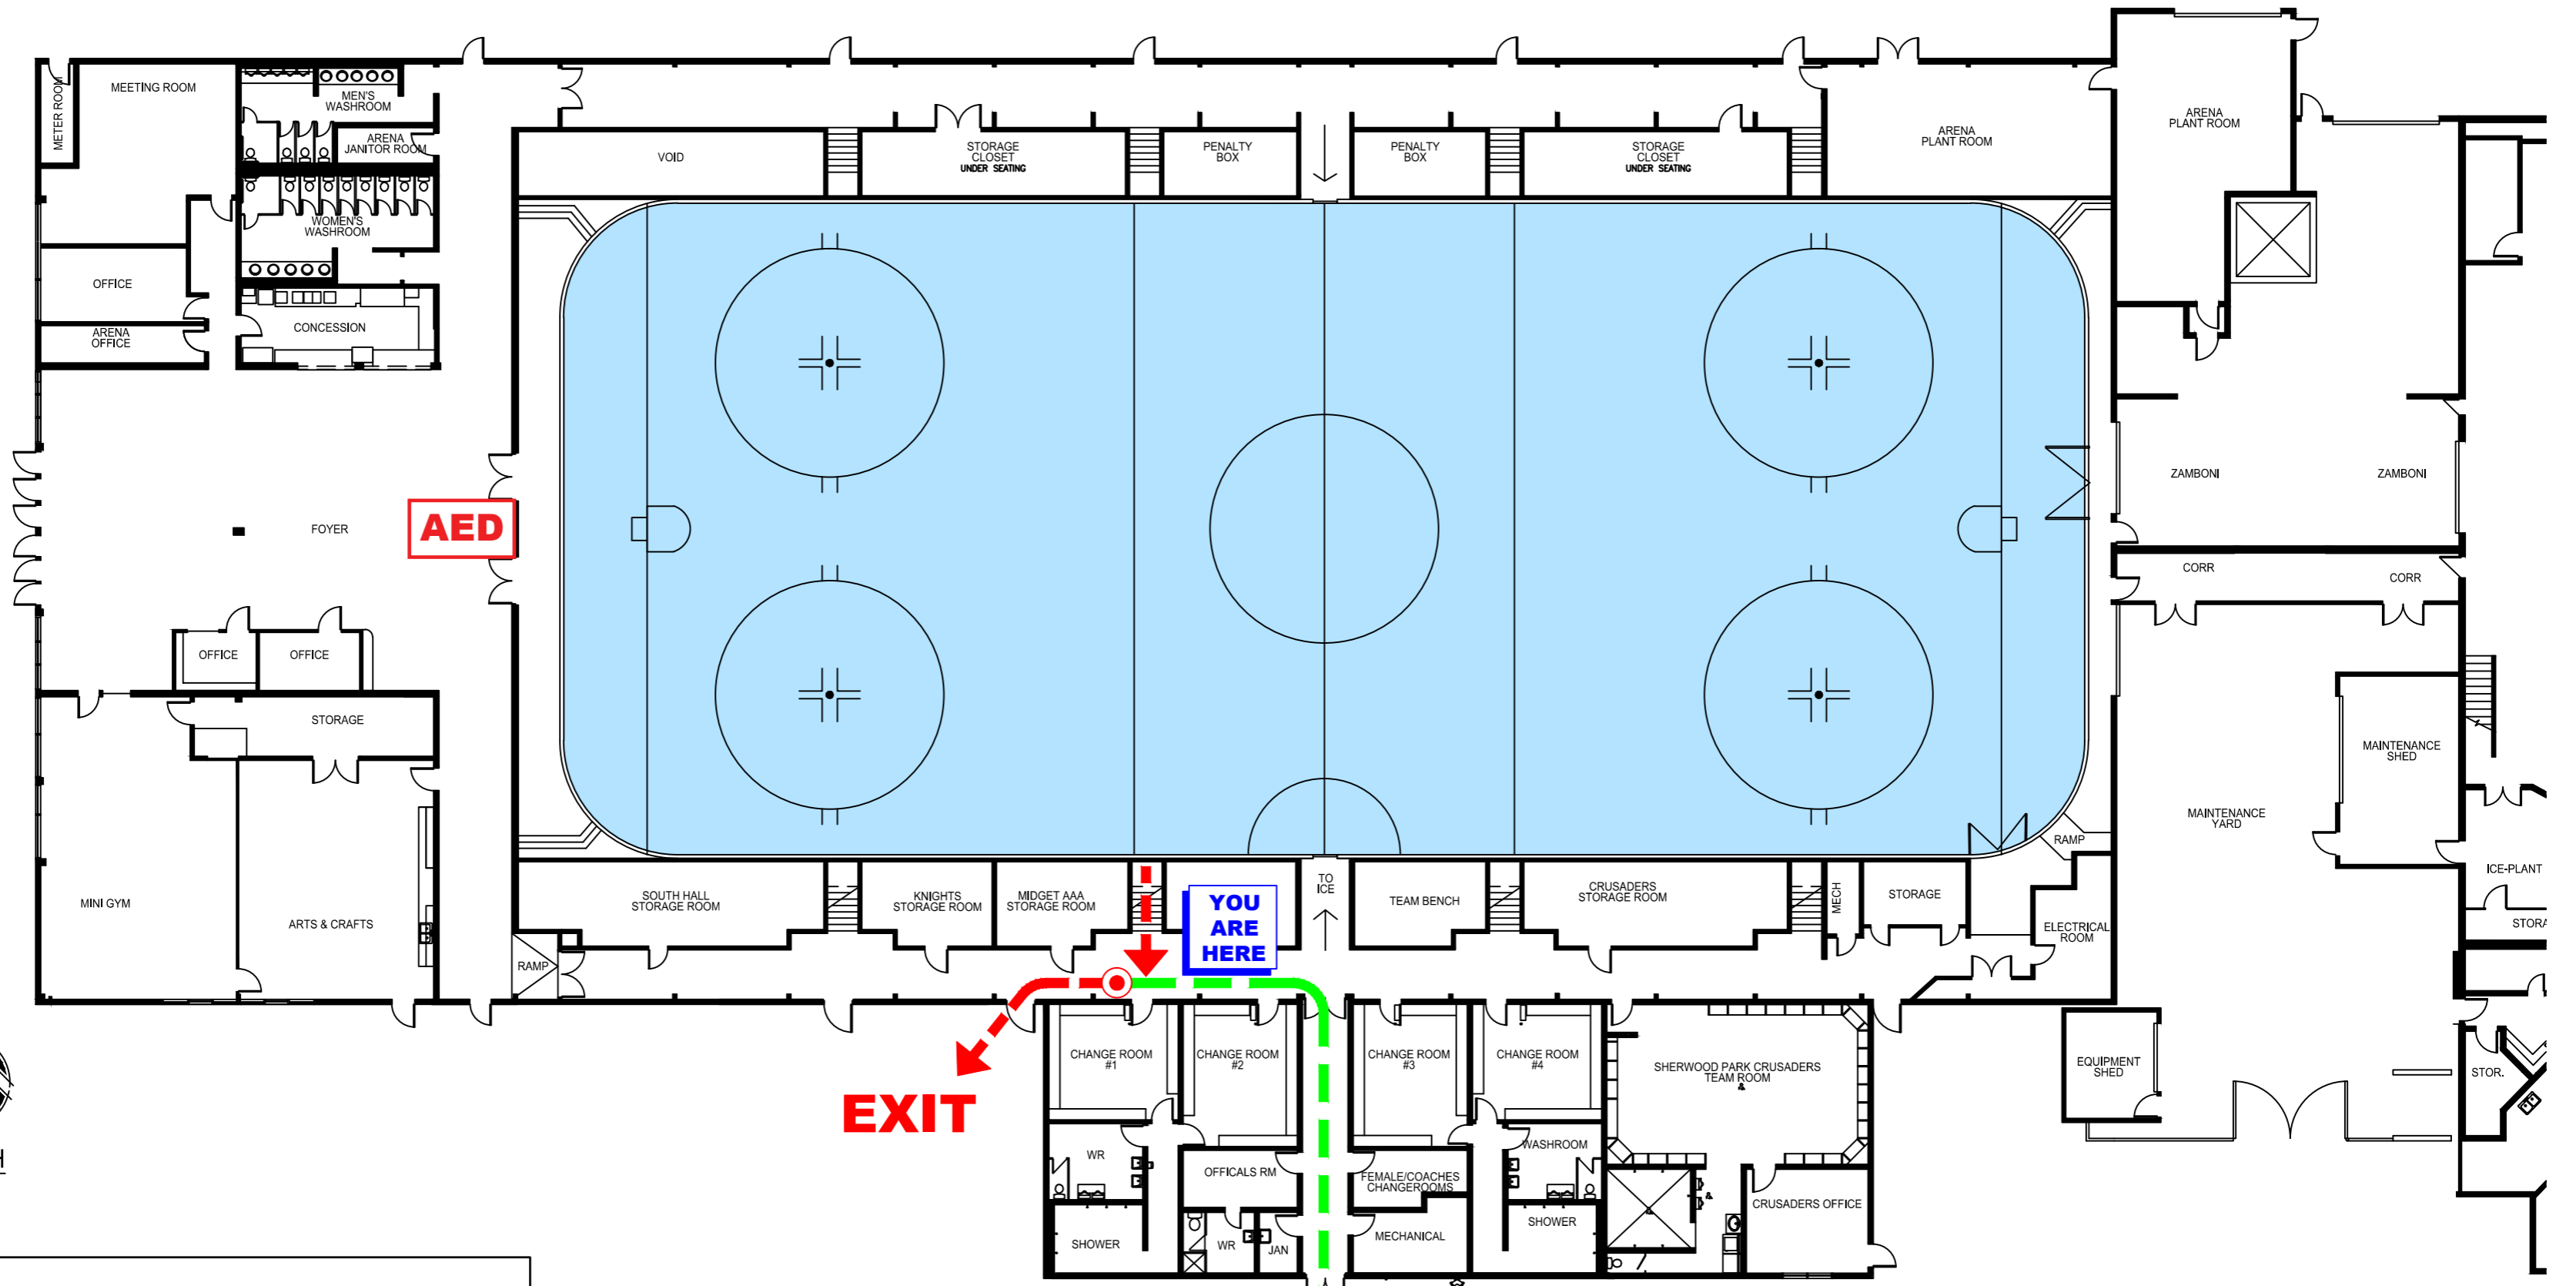 METER ROOM
MEETING ROOM
MEN'S
WASHROOM
ARENA
JANITOR ROOM
WOMEN'S
WASHROOM
OFFICE
ARENA
OFFICE
CONCESSION
VOID
STORAGE
CLOSET
UNDER SEATING
PENALTY
BOX
PENALTY
BOX
STORAGE
CLOSET
UNDER SEATING
ARENA
PLANT ROOM
ARENA
PLANT ROOM
FOYER
AED
ZAMBONI
ZAMBONI
CORR
CORR
OFFICE
OFFICE
STORAGE
MINI GYM
ARTS & CRAFTS
MAINTENANCE
SHED
MAINTENANCE
YARD
RAMP
ICE-PLANT
STORA
SOUTH HALL
STORAGE ROOM
KNIGHTS
STORAGE ROOM
MIDGET AAA
STORAGE ROOM
YOU
ARE
HERE
TO
ICE
TEAM BENCH
CRUSADERS
STORAGE ROOM
MECH
STORAGE
ELECTRICAL
ROOM
RAMP
EXIT
CHANGE ROOM
#1
CHANGE ROOM
#2
CHANGE ROOM
#3
CHANGE ROOM
#4
SHERWOOD PARK CRUSADERS
TEAM ROOM
&
EQUIPMENT
SHED
STOR.
H
WR
OFFICALS RM
FEMALE/COACHES
CHANGEROOMS
WASHROOM
CRUSADERS OFFICE
SHOWER
WR
JAN
MECHANICAL
SHOWER